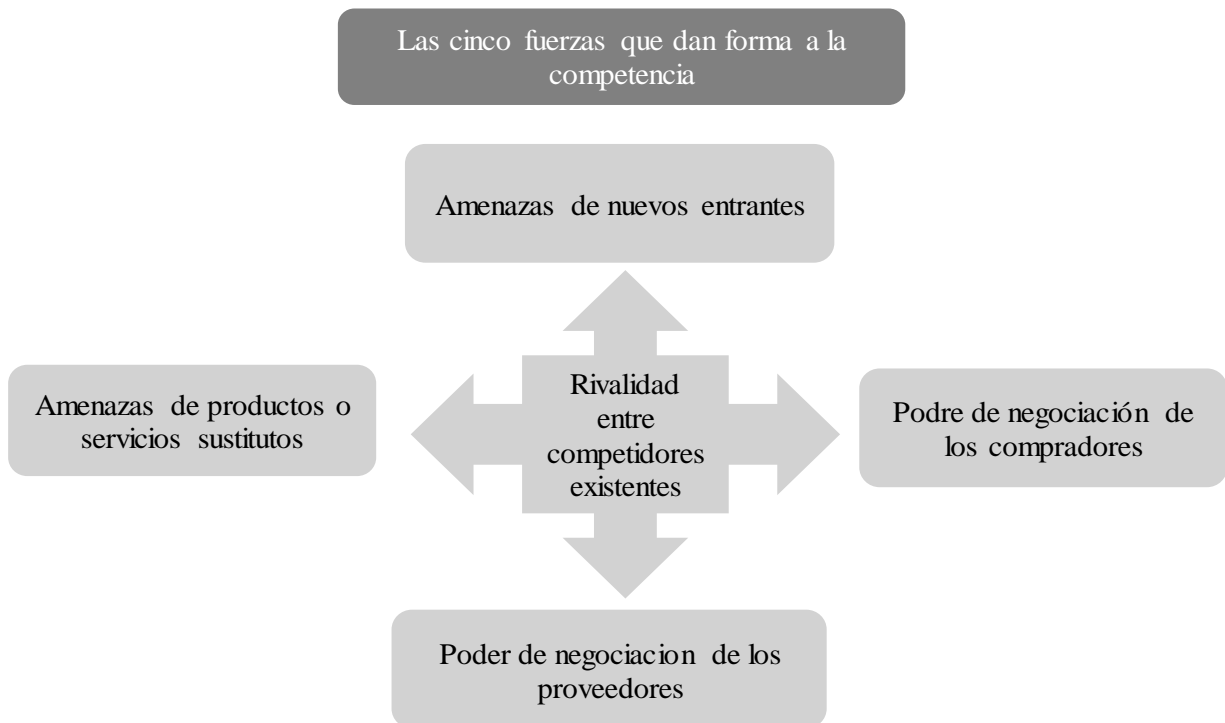 Las cinco fuerzas que dan forma a la
competencia
Amenazas de nuevos entrantes
Amenazas de productos o
servicios sustitutos
Rivalidad
entre
competidores
existentes
Podre de negociación de
los compradores
Poder de negociacion de los
proveedores